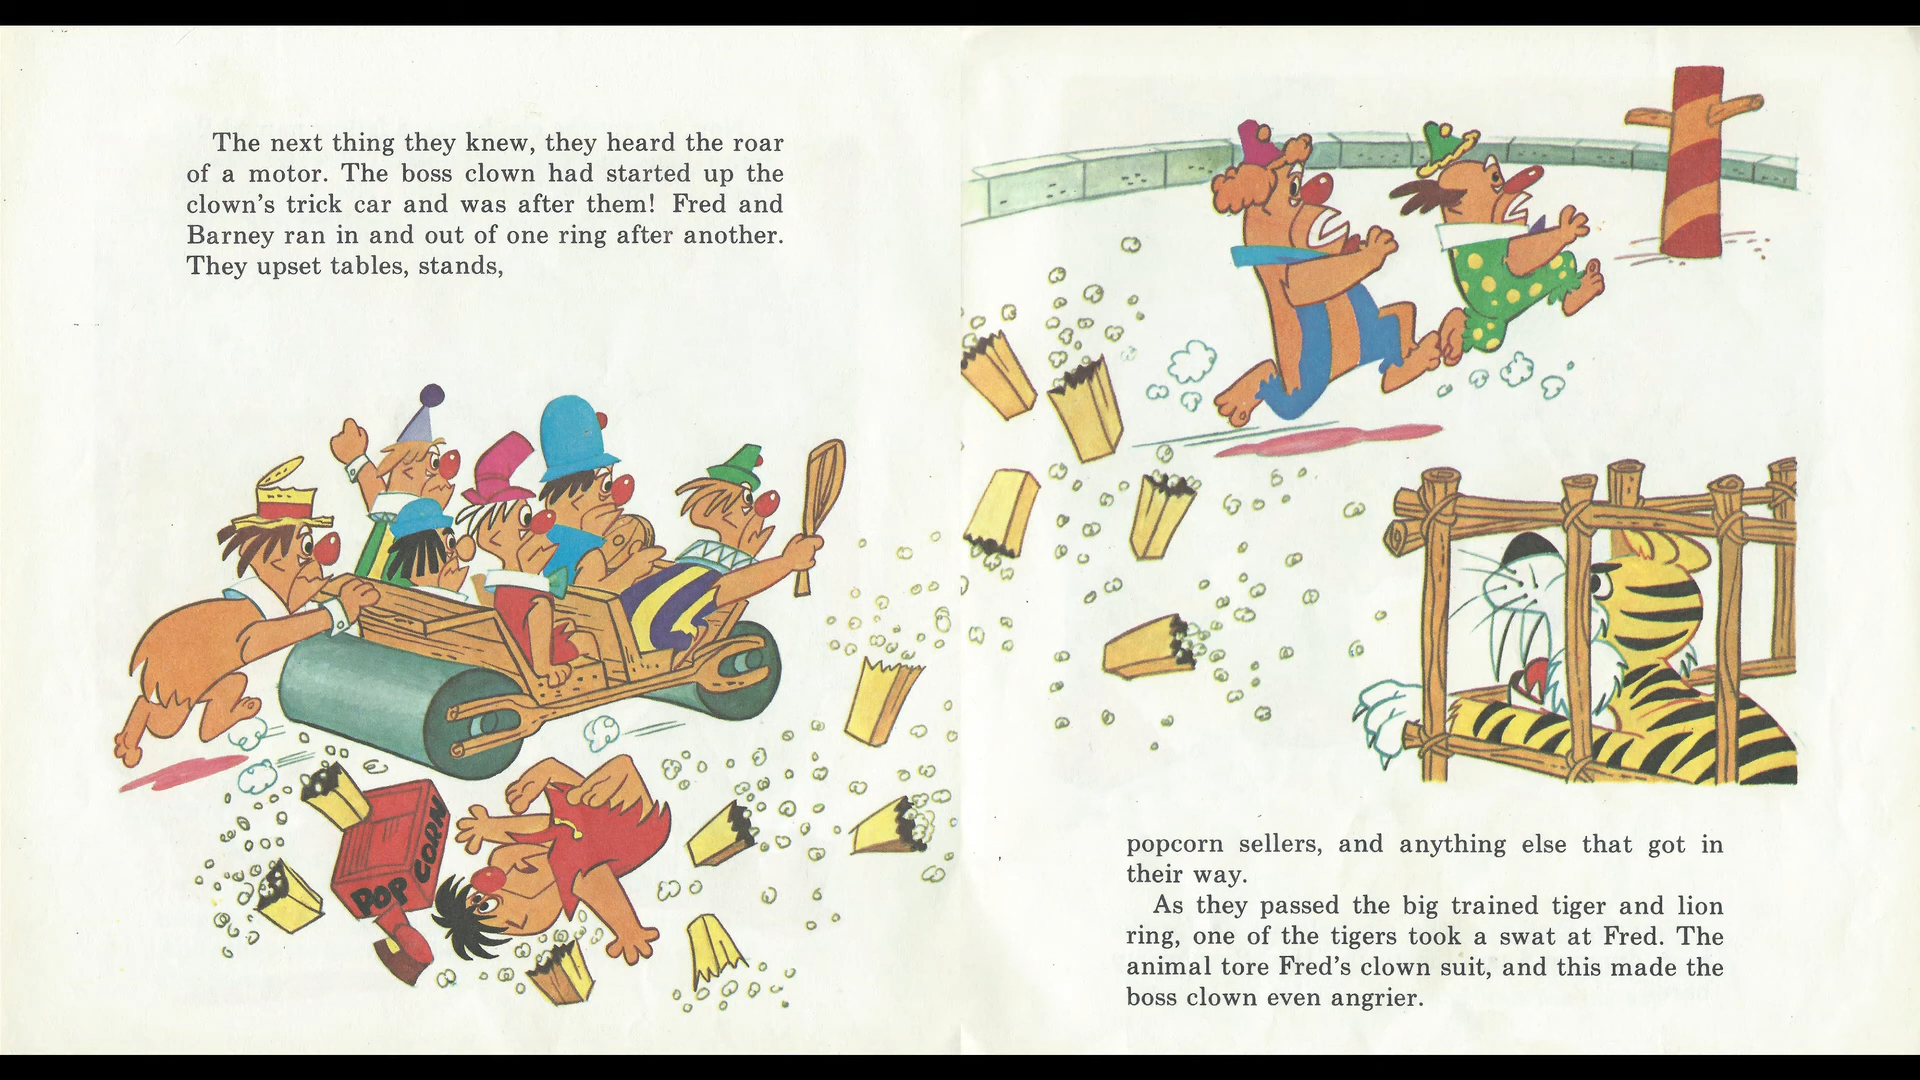 The next thing they knew, they heard the roar
of a motor. The boss clown had started up the
clown's trick car and was after them! Fred and
Barney ran in and out of one ring after another.
They upset tables, stands,
POP CORN
popcorn sellers, and anything else that got in
their way.
As they passed the big trained tiger and lion
ring, one of the tigers took a swat at Fred. The
animal tore Fred's clown suit, and this made the
boss clown even angrier.